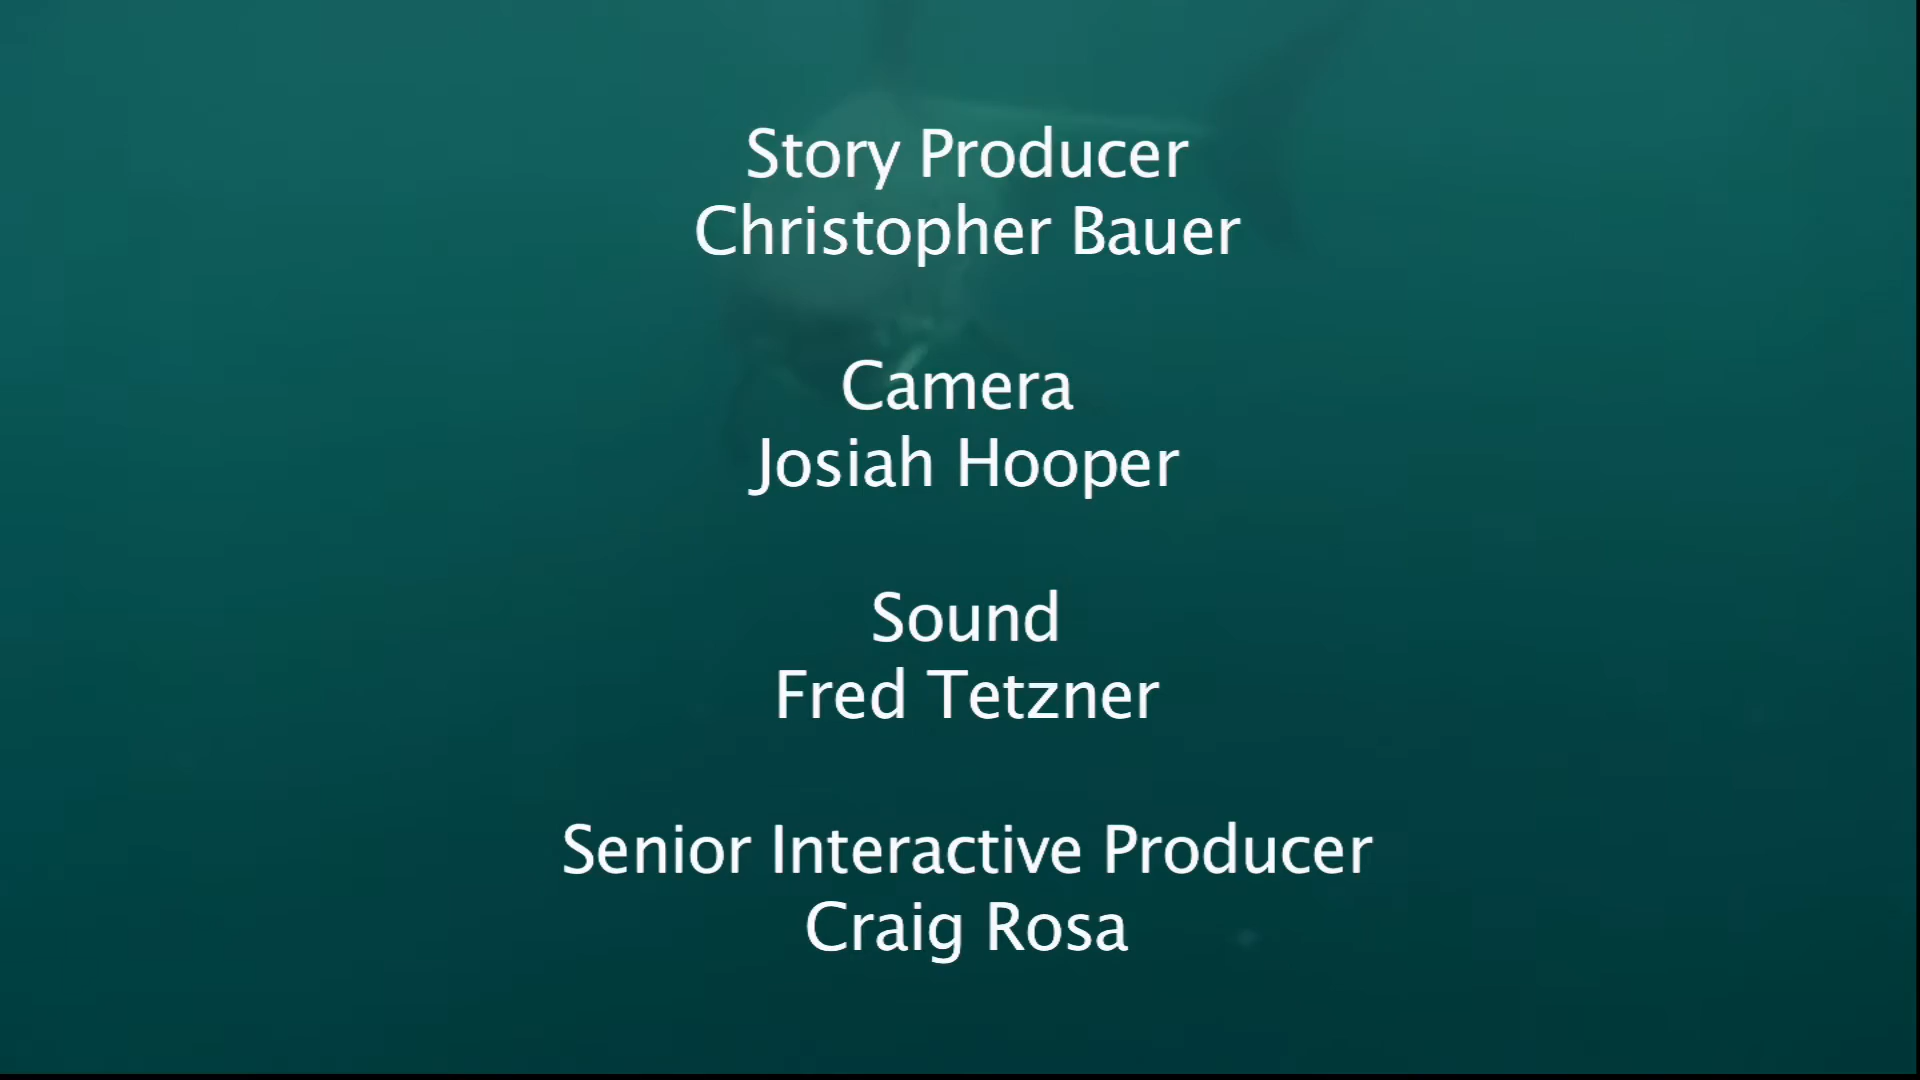 Story Producer
Christopher Bauer
Camera
Josiah Hooper
Sound
Fred Tetzner
Senior Interactive Producer
Craig Rosa